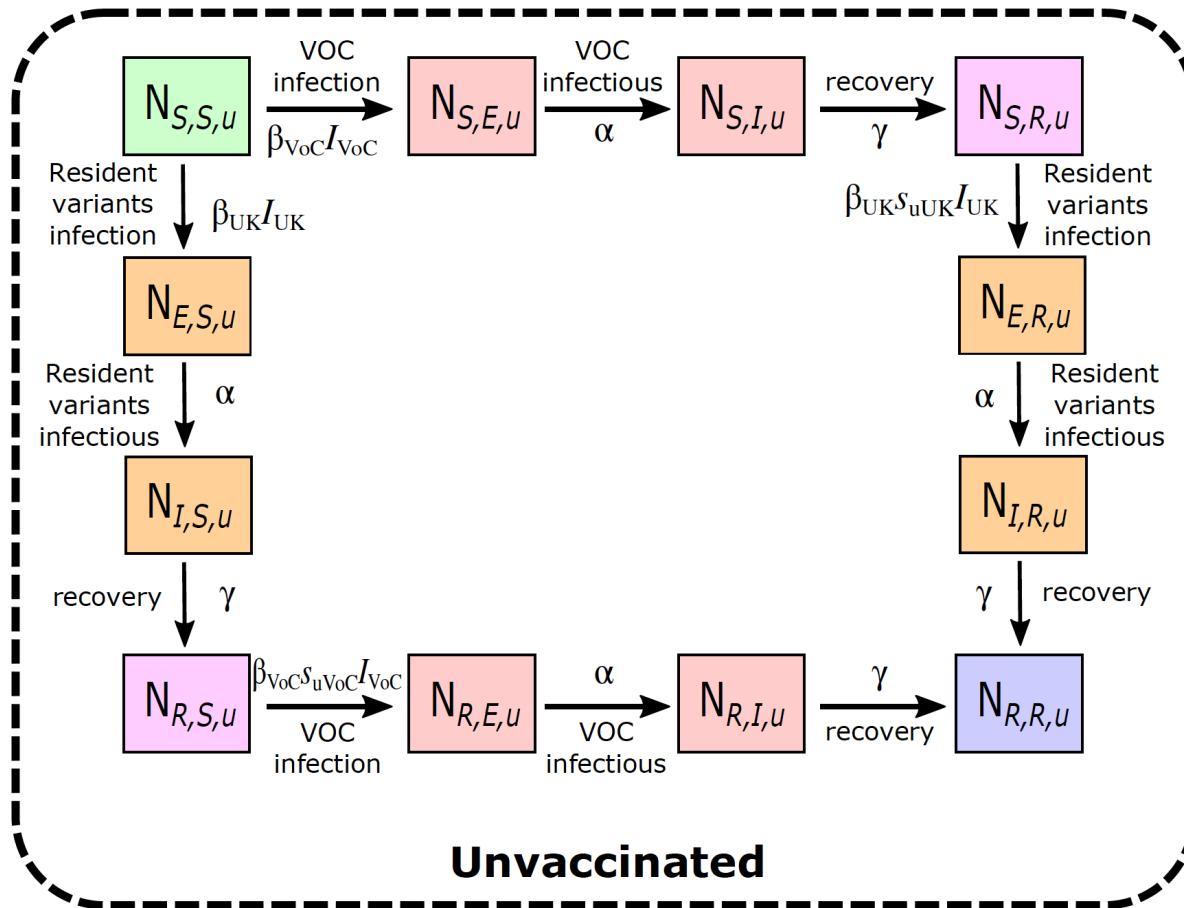 VOC
infection
VOC
infectious
recovery
N_{S,S,u}
N_{S,E,u}
N_{S,I,u}
N_{S,R,u}
β_{VoC}I_{VoC}
α
γ
Resident
variants
infection
β_{UK}I_{UK}
β_{UK}s_{uUK}I_{UK}
Resident
variants
infection
N_{E,S,u}
N_{E,R,u}
Resident
variants
infectious
α
α
Resident
variants
infectious
N_{I,S,u}
N_{I,R,u}
recovery
γ
γ
recovery
β_{VoC}s_{uVoC}I_{VoC}
α
γ
N_{R,S,u}
N_{R,E,u}
N_{R,I,u}
N_{R,R,u}
VOC
infection
VOC
infectious
recovery
Unvaccinated